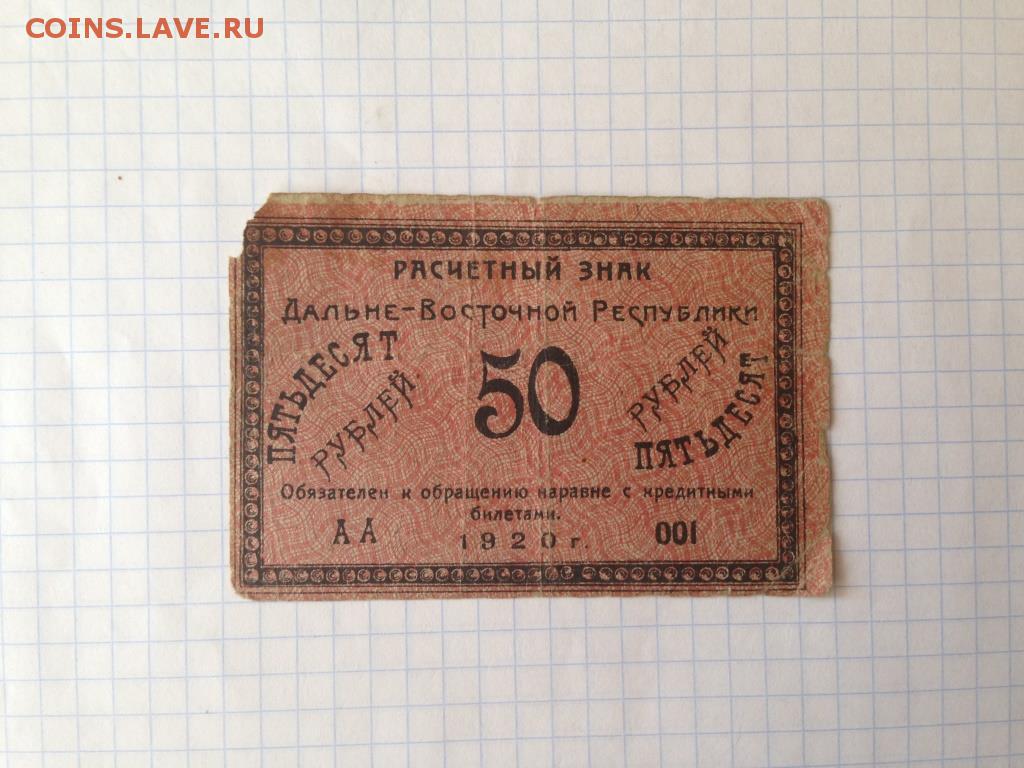 COINS.LAVE.RU
РАСЧЕТНЫЙ ЗНАК
ДАЛЬНЕ-ВОСТОЧНОЙ РЕСПУБЛИКИ
ПЯТЬДЕСЯТ
РУБЛЕЙ
50
РУБЛЕЙ
ПЯТЬДЕСЯТ
Обязателен к обращению наравне с кредитными
билетами.
АА 1920 г. 001